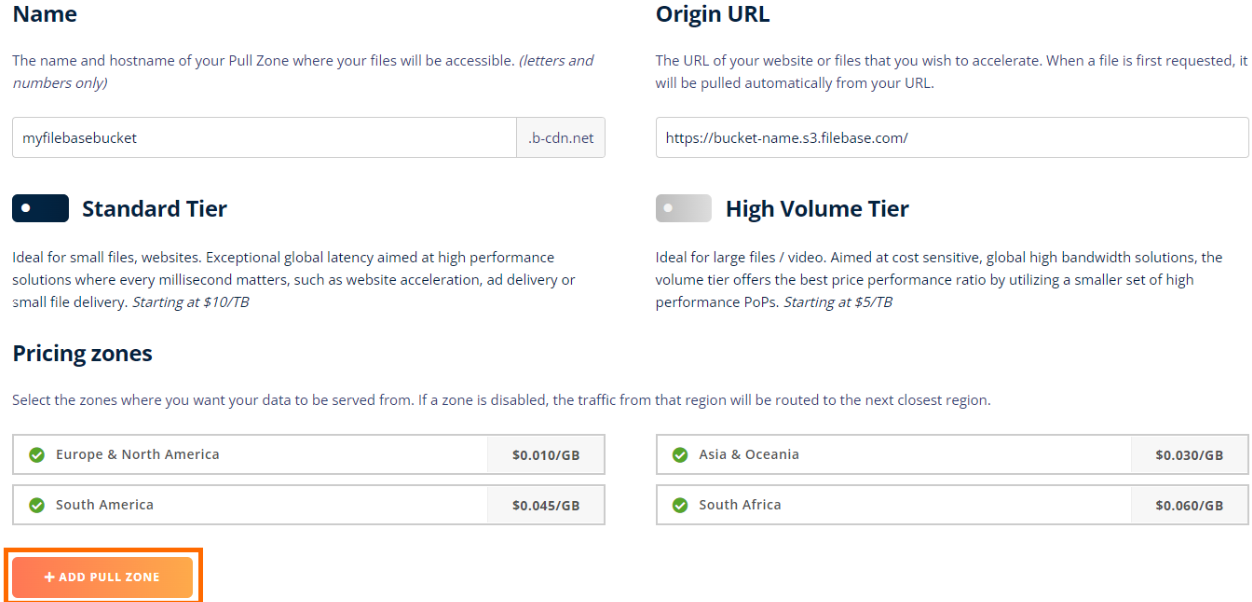 Name
The name and hostname of your Pull Zone where your files will be accessible. (letters and
numbers only)
myfilebasebucket
.b-cdn.net
Origin URL
The URL of your website or files that you wish to accelerate. When a file is first requested, it
will be pulled automatically from your URL.
https://bucket-name.s3.filebase.com/
Standard Tier
Ideal for small files, websites. Exceptional global latency aimed at high performance
solutions where every millisecond matters, such as website acceleration, ad delivery or
small file delivery. Starting at $10/TB
High Volume Tier
Ideal for large files / video. Aimed at cost sensitive, global high bandwidth solutions, the
volume tier offers the best price performance ratio by utilizing a smaller set of high
performance PoPs. Starting at $5/TB
Pricing zones
Select the zones where you want your data to be served from. If a zone is disabled, the traffic from that region will be routed to the next closest region.
Europe & North America $0.010/GB
Asia & Oceania $0.030/GB
South America $0.045/GB
South Africa $0.060/GB
+ ADD PULL ZONE